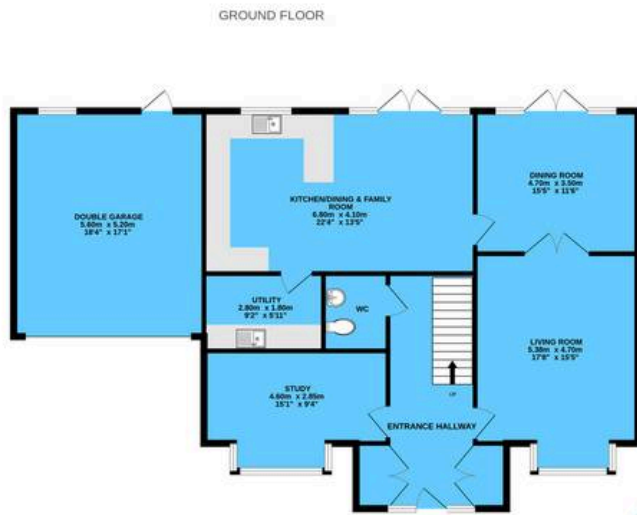 GROUND FLOOR
DOUBLE GARAGE
5.60m x 5.20m
18'4" x 17'1"
KITCHEN/DINING & FAMILY
ROOM
6.80m x 4.10m
22'4" x 13'5"
DINING ROOM
4.70m x 3.50m
15'5" x 11'6"
UTILITY
2.80m x 1.80m
9'2" x 5'11"
WC
LIVING ROOM
5.38m x 4.70m
17'8" x 15'5"
STUDY
4.60m x 2.85m
15'1" x 9'4"
UP
ENTRANCE HALLWAY